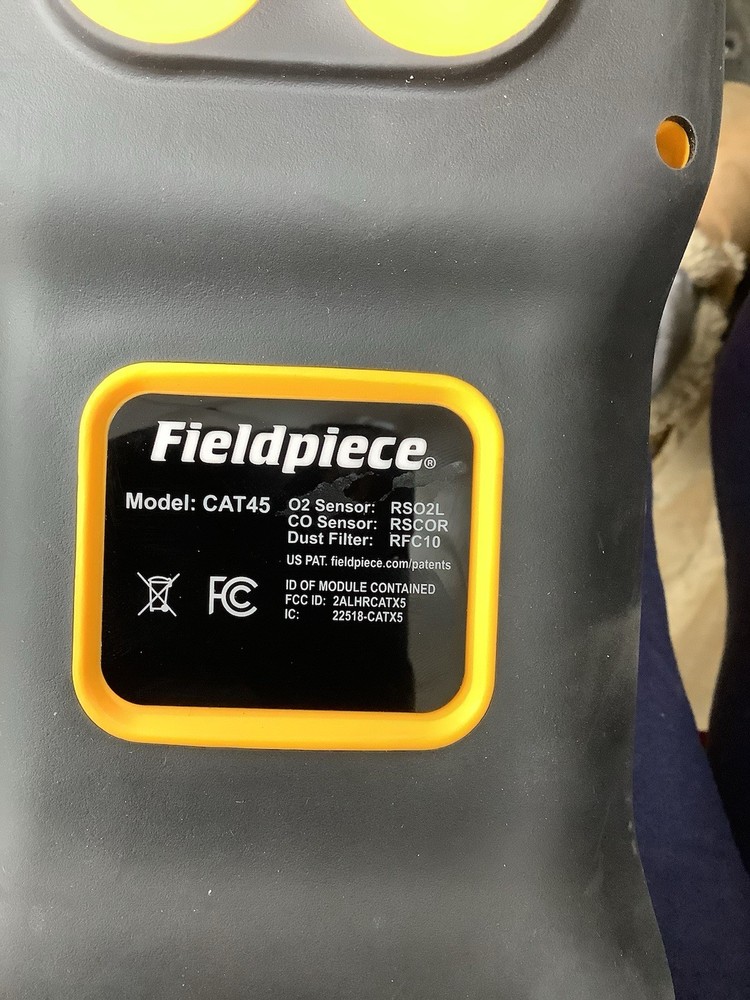 Fieldpiece®
Model: CAT45
O2 Sensor: RSO2L
CO Sensor: RSCOR
Dust Filter: RFC10
US PAT. fieldpiece.com/patents
FC
ID OF MODULE CONTAINED
FCC ID: 2ALHRCATX5
IC: 22518-CATX5